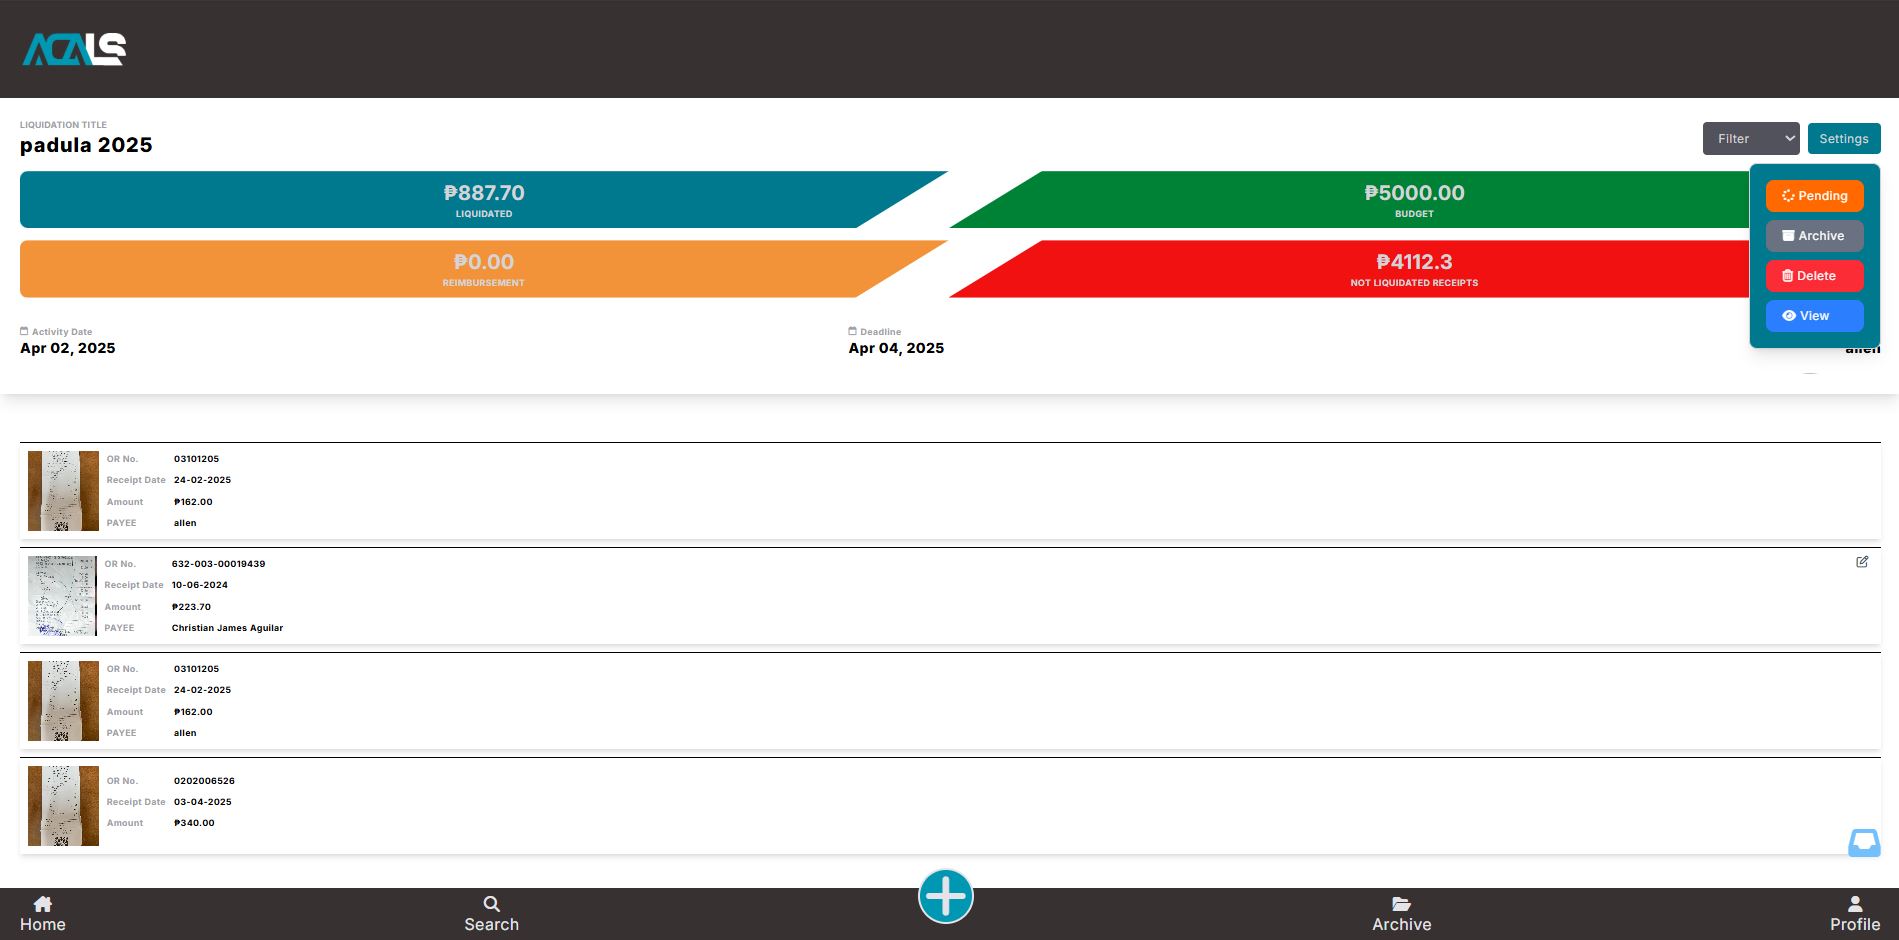 ACALS
LIQUIDATION TITLE
padula 2025
Filter
Settings
₱887.70
LIQUIDATED
₱5000.00
BUDGET
₱0.00
REIMBURSEMENT
₱4112.3
NOT LIQUIDATED RECEIPTS
Pending
Archive
Delete
View
Activity Date
Apr 02, 2025
Deadline
Apr 04, 2025
allen
OR No. 03101205
Receipt Date 24-02-2025
Amount ₱162.00
PAYEE allen
OR No. 632-003-00019439
Receipt Date 10-06-2024
Amount ₱223.70
PAYEE Christian James Aguilar
OR No. 03101205
Receipt Date 24-02-2025
Amount ₱162.00
PAYEE allen
OR No. 0202006526
Receipt Date 03-04-2025
Amount ₱340.00
Home
Search
Archive
Profile